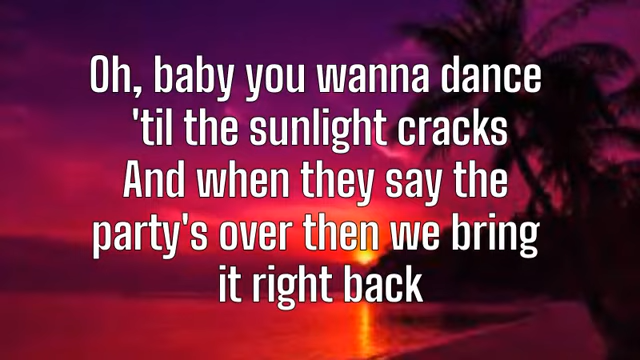 Oh, baby you wanna dance
'til the sunlight cracks
And when they say the
party's over then we bring
it right back